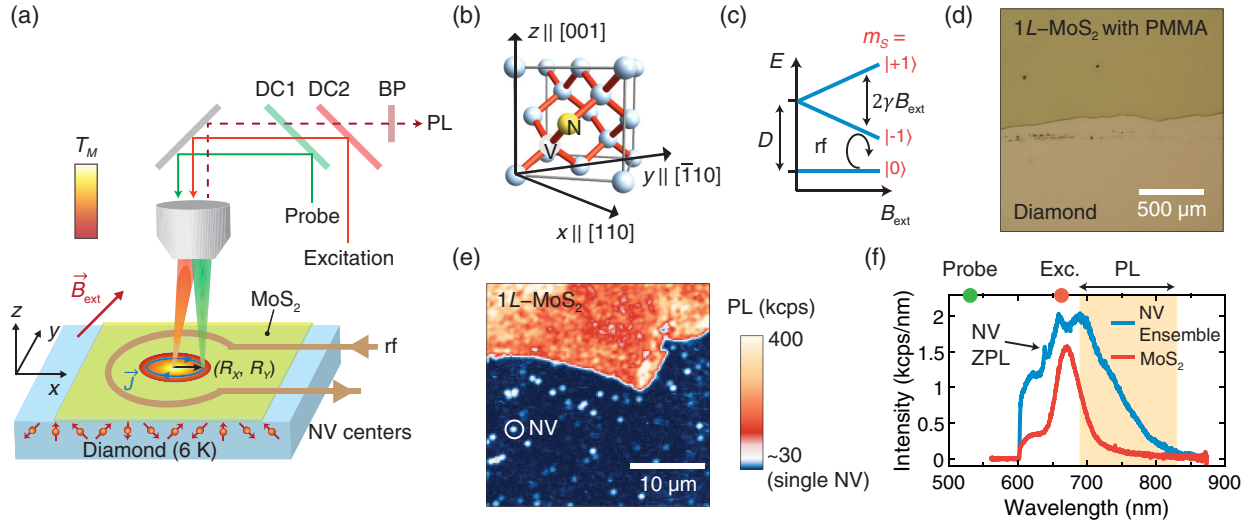 (a)
DC1
DC2
BP
PL
T_M
Probe
Excitation
B_ext
MoS₂
z
y
x
rf
(R_X, R_Y)
J
NV centers
Diamond (6 K)
(b)
z || [001]
N
V
y || [1̅10]
x || [110]
(c)
m_S =
E
|+1⟩
2γB_ext
|-1⟩
D
rf
|0⟩
B_ext
(d)
1L–MoS₂ with PMMA
Diamond
500 µm
(e)
1L–MoS₂
NV
10 µm
PL (kcps)
400
~30
(single NV)
(f)
Probe
Exc.
PL
Intensity (kcps/nm)
2
1.5
1
0.5
0
NV
ZPL
NV
Ensemble
MoS₂
500
600
700
800
900
Wavelength (nm)